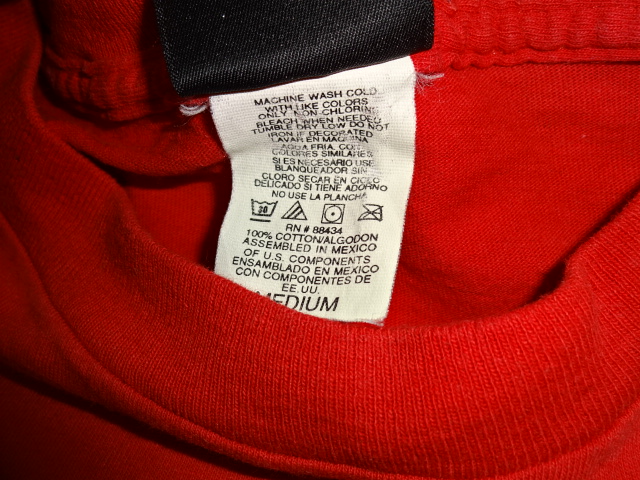 MACHINE WASH COLD
WITH LIKE COLORS
ONLY NON-CHLORINE
BLEACH WHEN NEEDED
TUMBLE DRY LOW DO NOT
IRON IF DECORATED
LAVAR EN MAQUINA
AGUA FRIA, CON
COLORES SIMILARES
SI ES NECESARIO USE
BLANQUEADOR SIN
CLORO SECAR EN CICLO
DELICADO SI TIENE ADORNO
NO USE LA PLANCHA
30
RN # 88434
100% COTTON/ALGODON
ASSEMBLED IN MEXICO
OF U.S. COMPONENTS
ENSAMBLADO EN MEXICO
CON COMPONENTES DE
EE.UU.
MEDIUM